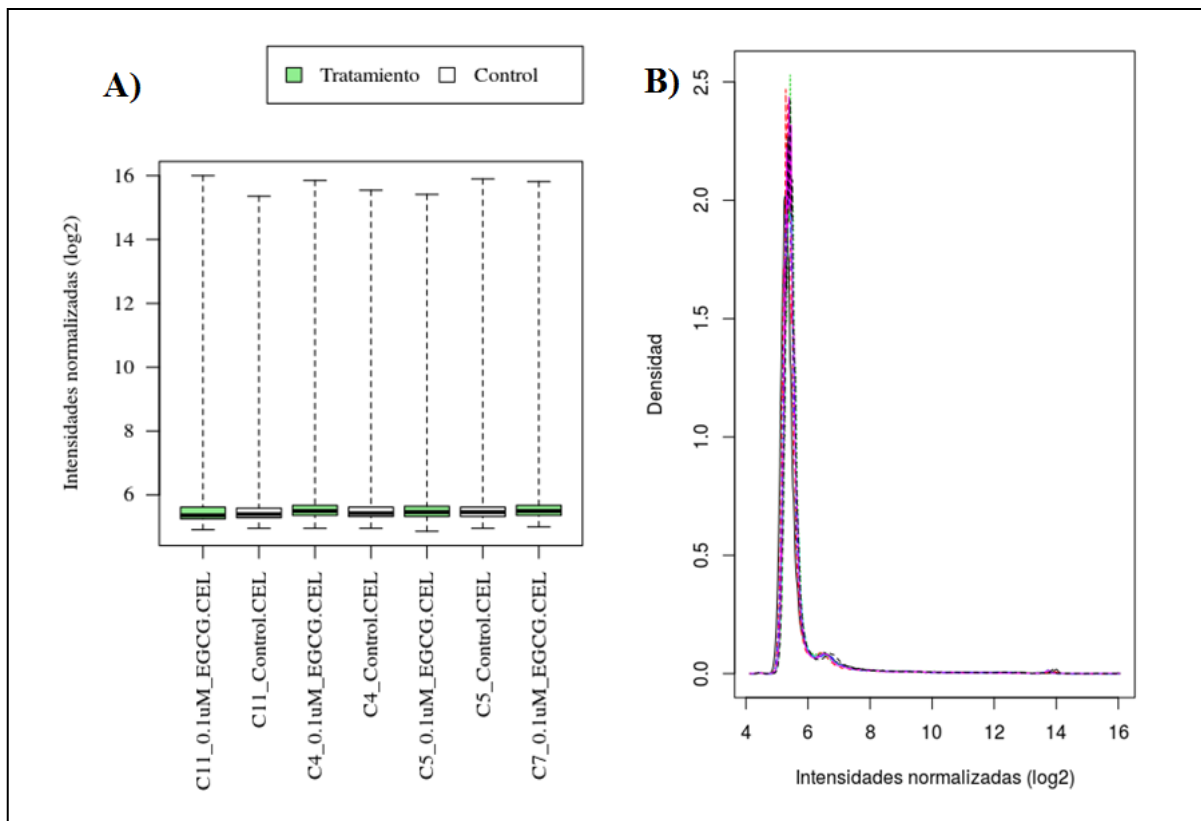 A)
Tratamiento Control
Intensidades normalizadas (log2)
16
14
12
10
8
6
C11_0.1uM_EGCG.CEL
C11_Control.CEL
C4_0.1uM_EGCG.CEL
C4_Control.CEL
C5_0.1uM_EGCG.CEL
C5_Control.CEL
C7_0.1uM_EGCG.CEL
B)
Densidad
2.5
2.0
1.5
1.0
0.5
0.0
4 6 8 10 12 14 16
Intensidades normalizadas (log2)